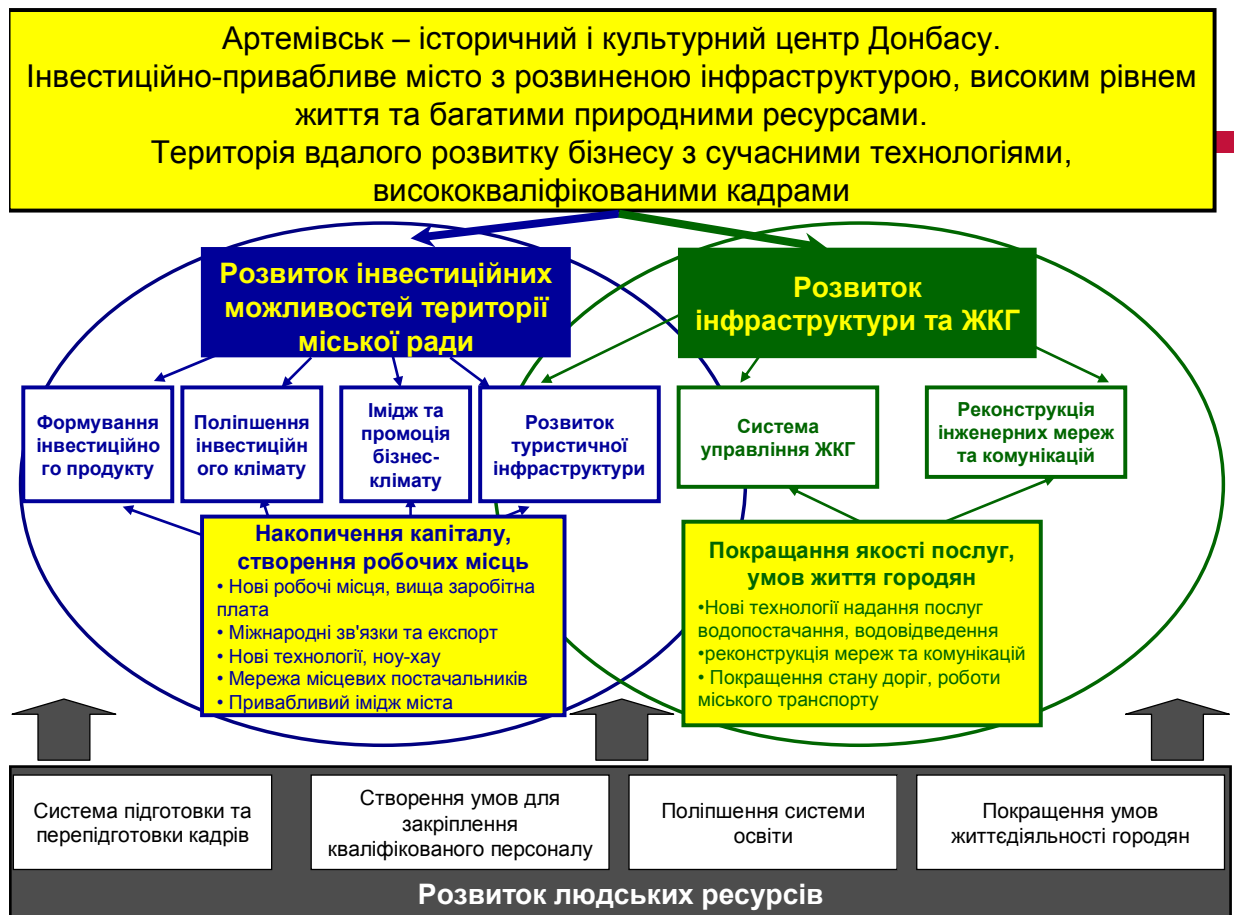 Артемівськ – історичний і культурний центр Донбасу.
Інвестиційно-привабливе місто з розвиненою інфраструктурою, високим рівнем
життя та багатими природними ресурсами.
Територія вдалого розвитку бізнесу з сучасними технологіями,
висококваліфікованими кадрами
Розвиток інвестиційних
можливостей території
міської ради
Розвиток
інфраструктури та ЖКГ
Формування
інвестиційно
го продукту
Поліпшення
інвестиційн
ого клімату
Імідж та
промоція
бізнес-
клімату
Розвиток
туристичної
інфраструктури
Система
управління ЖКГ
Реконструкція
інженерних мереж
та комунікацій
Накопичення капіталу,
створення робочих місць
• Нові робочі місця, вища заробітна
плата
• Міжнародні зв'язки та експорт
• Нові технології, ноу-хау
• Мережа місцевих постачальників
• Привабливий імідж міста
Покращання якості послуг,
умов життя городян
•Нові технології надання послуг
водопостачання, водовідведення
•реконструкція мереж та комунікацій
• Покращення стану доріг, роботи
міського транспорту
Система підготовки та
перепідготовки кадрів
Створення умов для
закріплення
кваліфікованого персоналу
Поліпшення системи
освіти
Покращення умов
життєдіяльності городян
Розвиток людських ресурсів